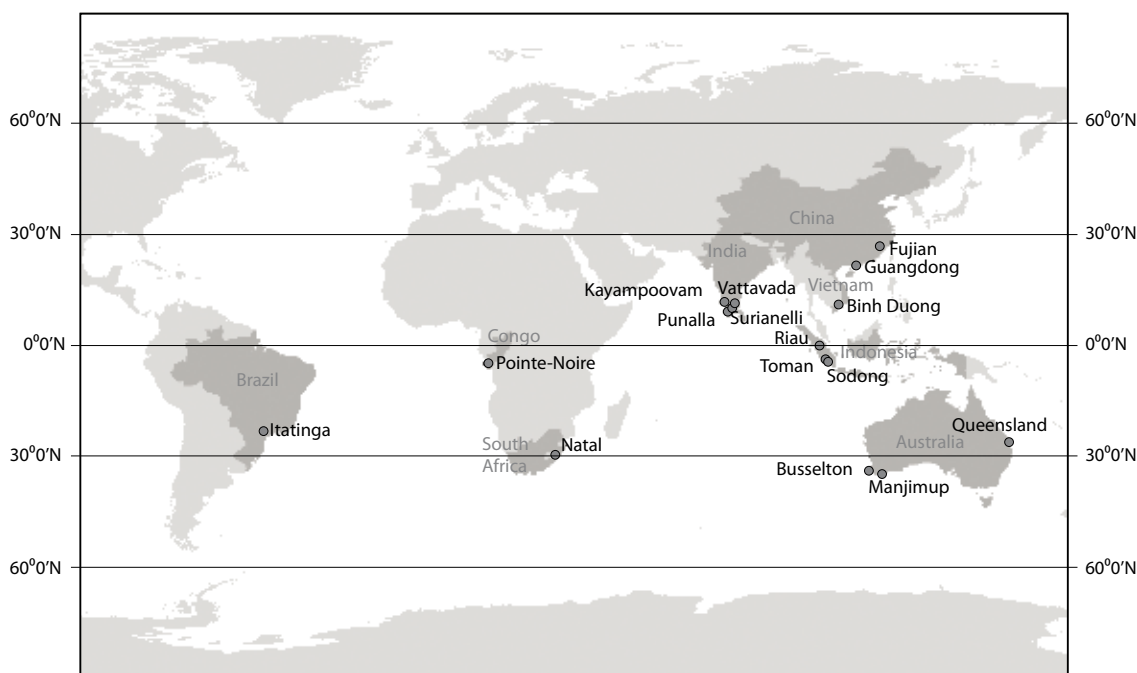 60⁰0’N 60⁰0’N
China
30⁰0’N 30⁰0’N
India Fujian
Guangdong
Vietnam
Kayampoovam Vattavada
Binh Duong
Punalla Surianelli
Riau
Congo
0⁰0’N Indonesia 0⁰0’N
Pointe-Noire Toman
Sodong
Brazil
Itatinga Queensland
South Natal Australia
Africa
30⁰0’N 30⁰0’N
Busselton
Manjimup
60⁰0’N 60⁰0’N